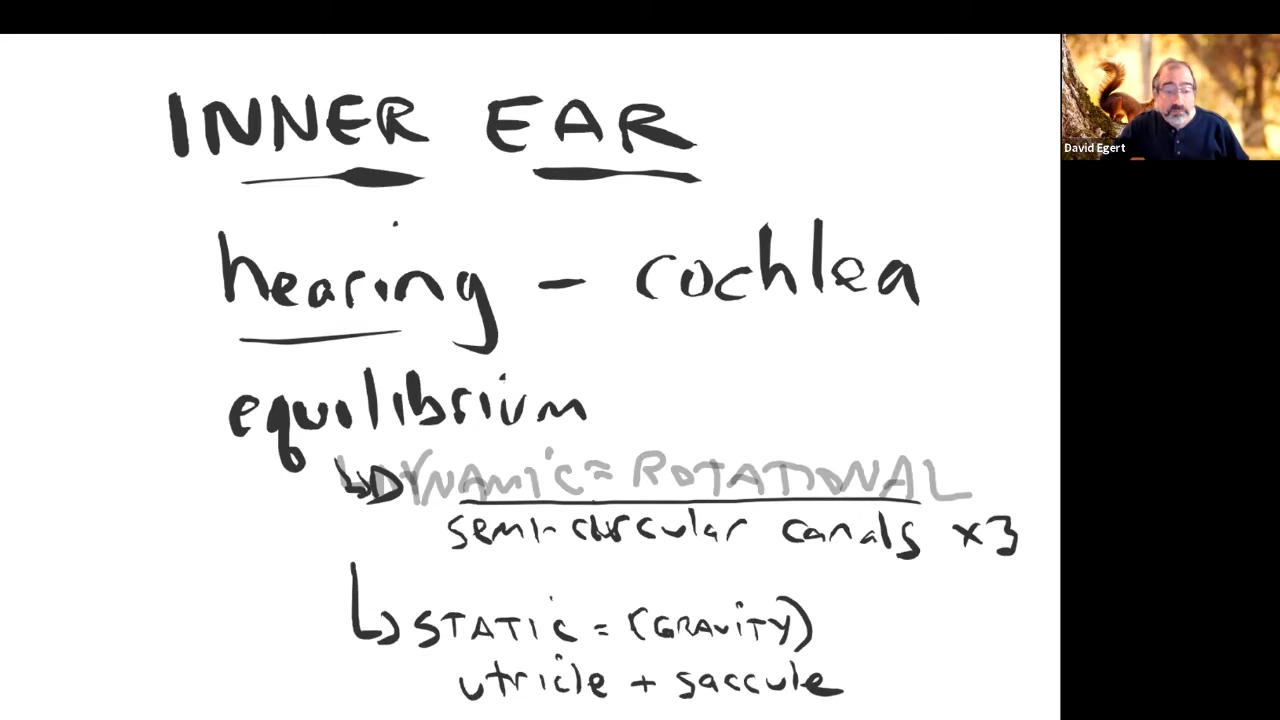 INNER EAR
David Egert
hearing - cochlea
equilibrium
↳ DYNAMIC = ROTATIONAL
semi-circular canals x3
↳ STATIC = (GRAVITY)
utricle + saccule